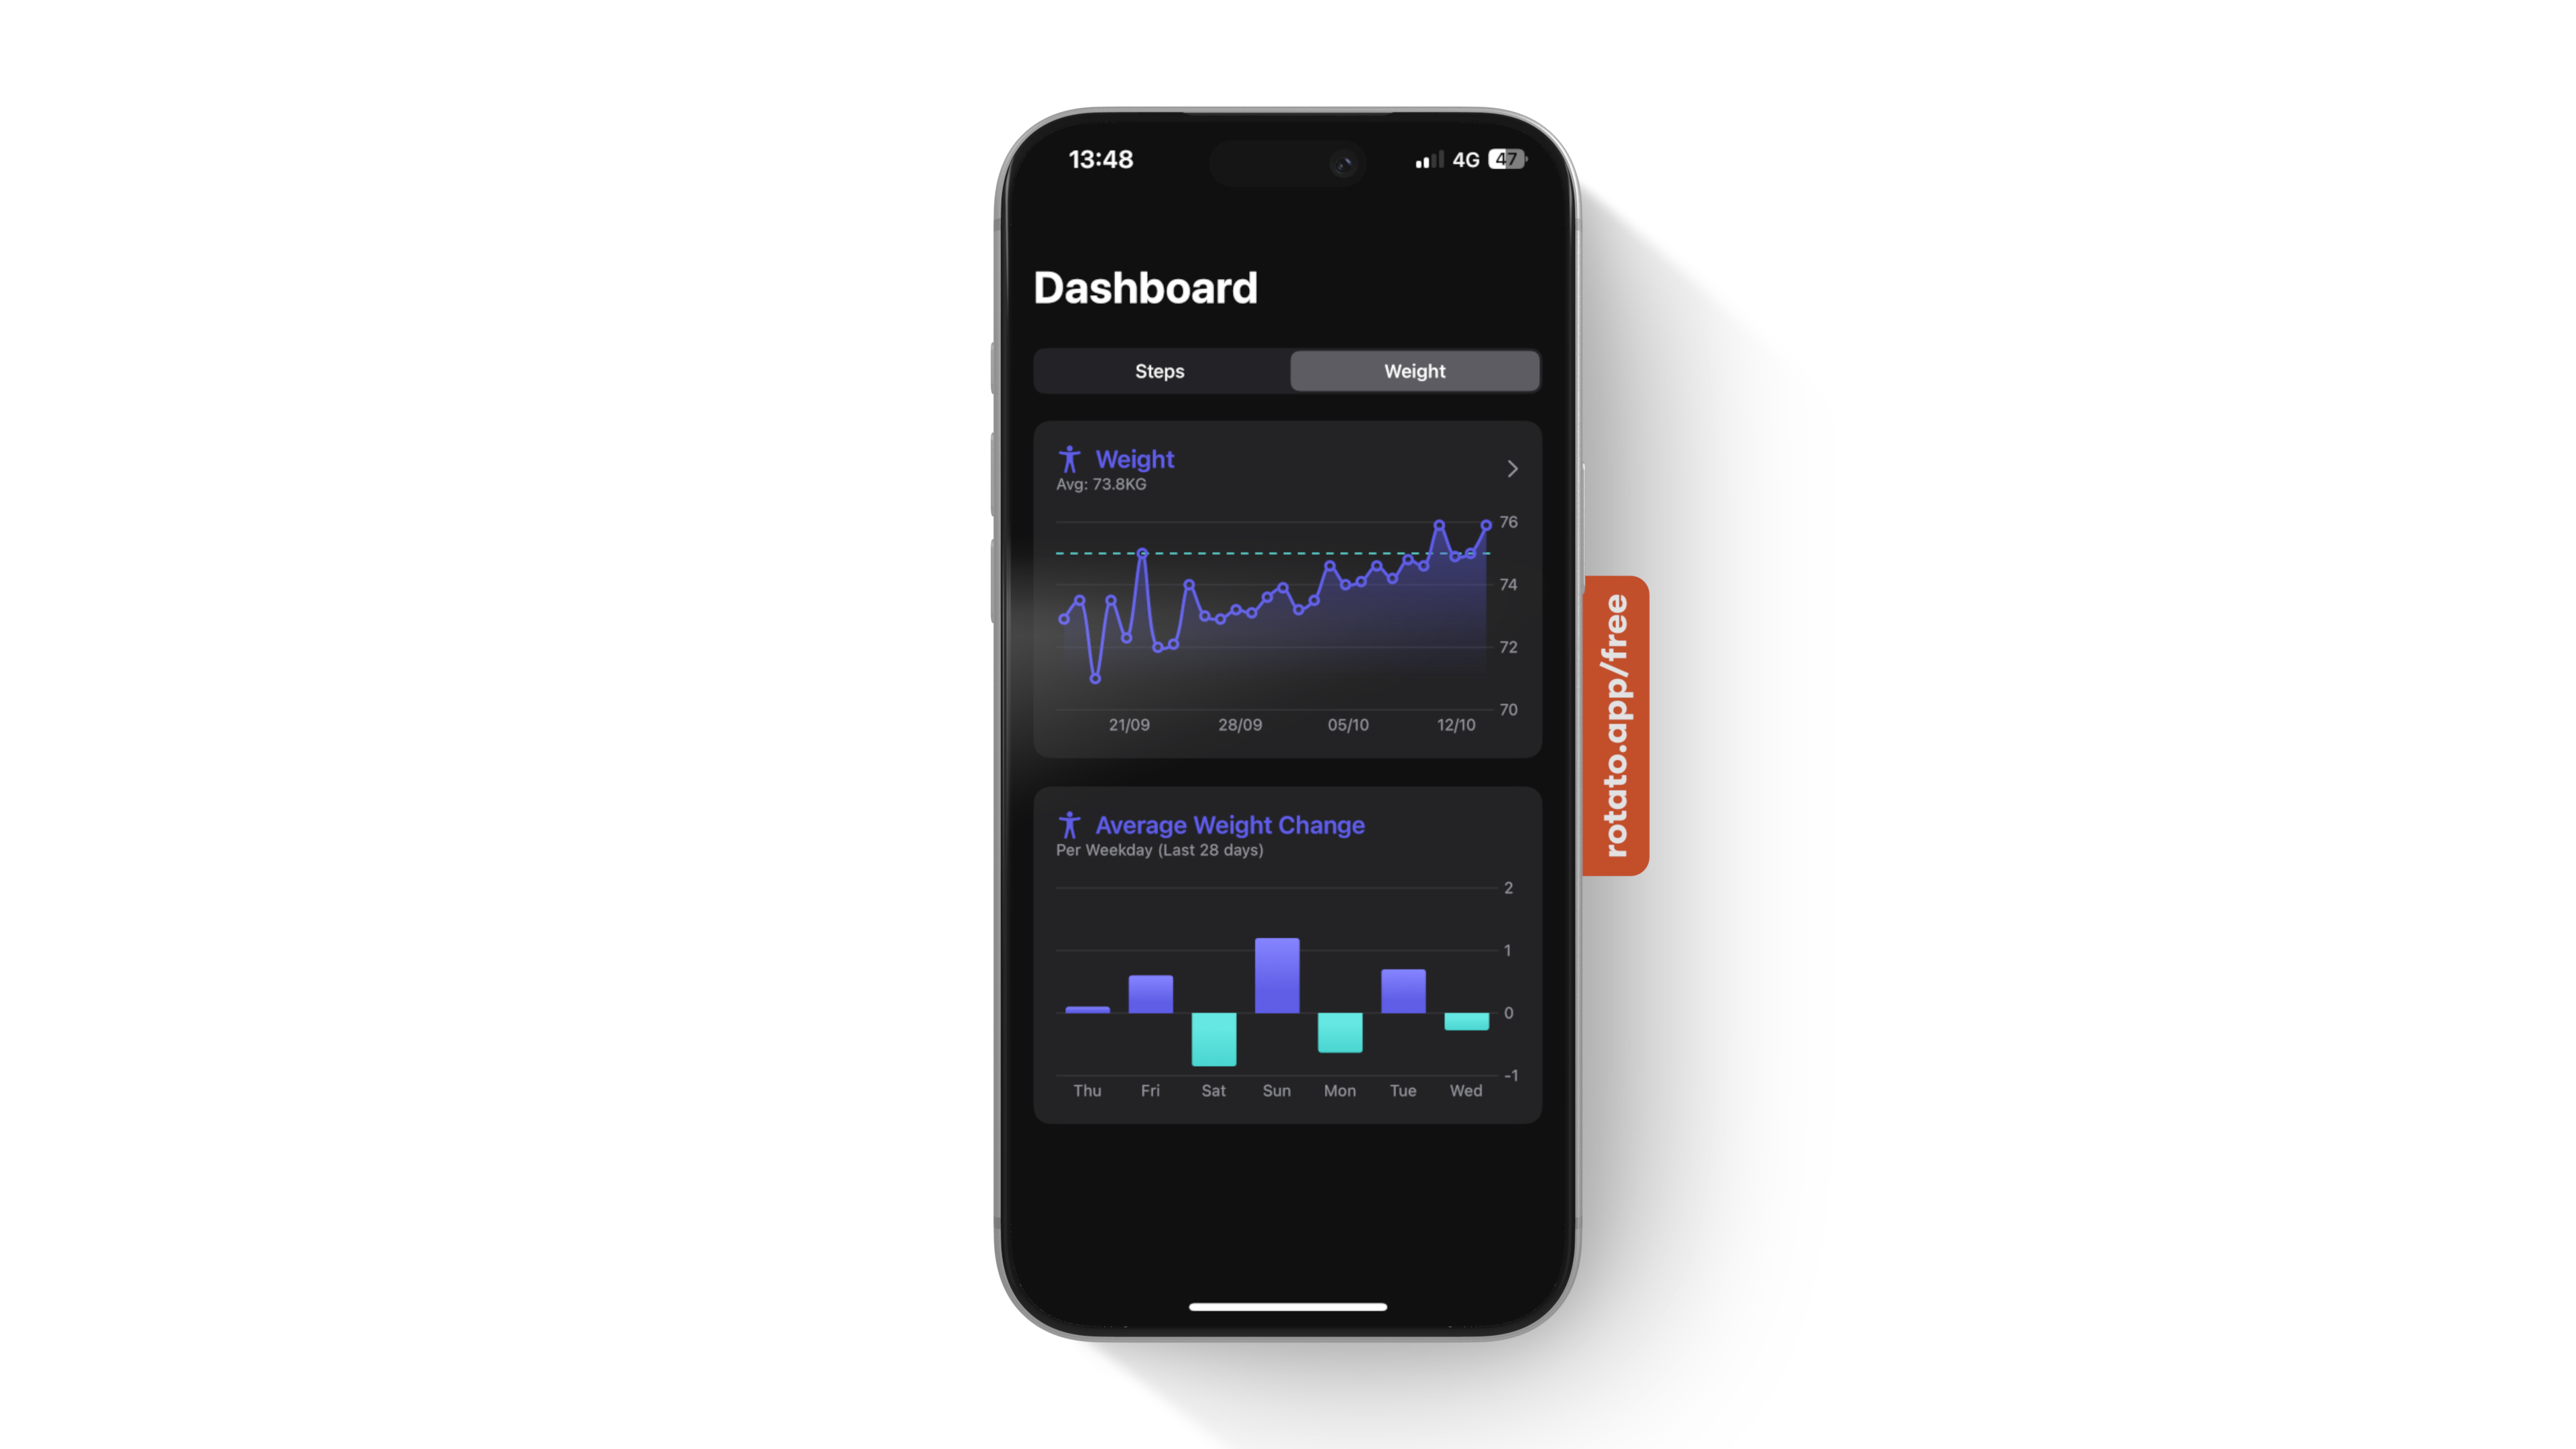 13:48
4G 47
Dashboard
Steps Weight
Weight
Avg: 73.8KG
76
74
72
70
21/09 28/09 05/10 12/10
Average Weight Change
Per Weekday (Last 28 days)
2
1
0
-1
Thu Fri Sat Sun Mon Tue Wed
rotato.app/free